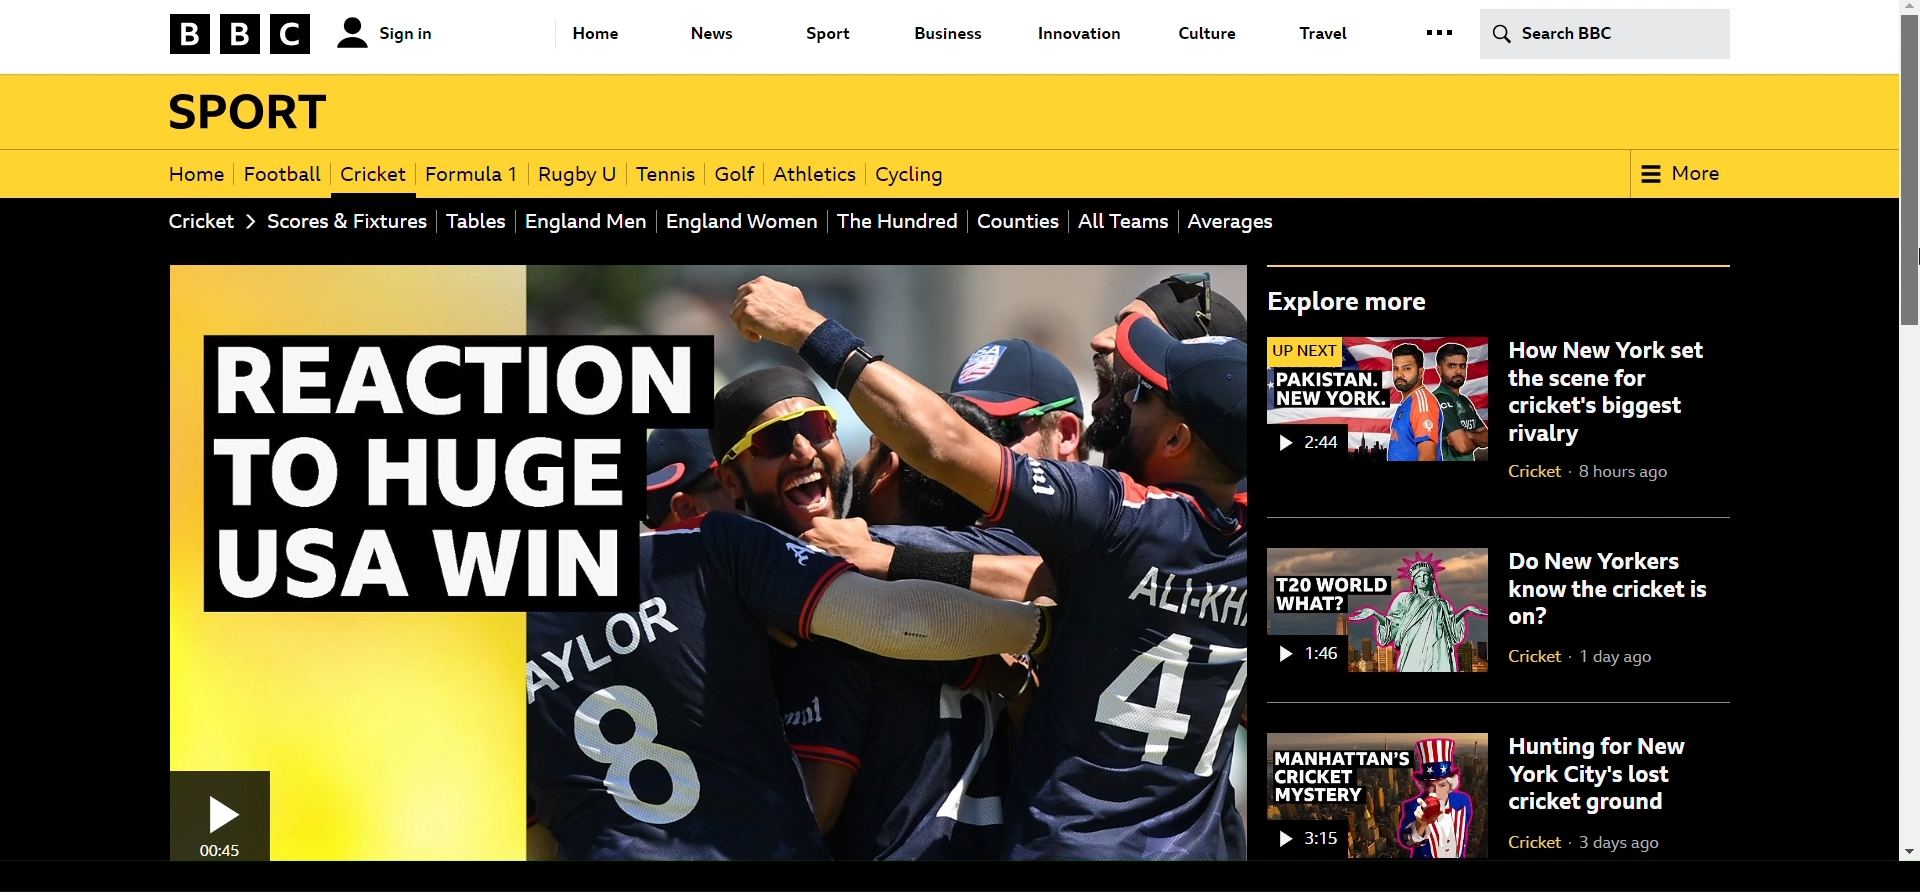 BBC
Sign in
Home
News
Sport
Business
Innovation
Culture
Travel
Search BBC
SPORT
Home
Football
Cricket
Formula 1
Rugby U
Tennis
Golf
Athletics
Cycling
More
Cricket
Scores & Fixtures
Tables
England Men
England Women
The Hundred
Counties
All Teams
Averages
REACTION
TO HUGE
USA WIN
AYLOR
8
ALI-KH
47
2
00:45
Explore more
UP NEXT
PAKISTAN.
NEW YORK.
2:44
How New York set
the scene for
cricket's biggest
rivalry
Cricket · 8 hours ago
T20 WORLD
WHAT?
1:46
Do New Yorkers
know the cricket is
on?
Cricket · 1 day ago
MANHATTAN'S
CRICKET
MYSTERY
3:15
Hunting for New
York City's lost
cricket ground
Cricket · 3 days ago